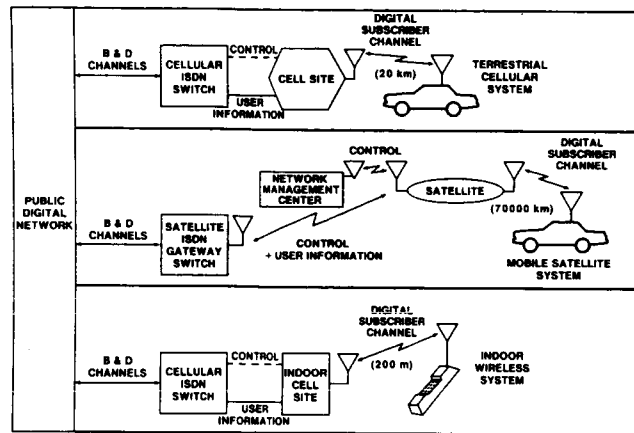 PUBLIC
DIGITAL
NETWORK
B & D
CHANNELS
CELLULAR
ISDN
SWITCH
CONTROL
USER
INFORMATION
CELL SITE
DIGITAL
SUBSCRIBER
CHANNEL
(20 km)
TERRESTRIAL
CELLULAR
SYSTEM
B & D
CHANNELS
SATELLITE
ISDN
GATEWAY
SWITCH
NETWORK
MANAGEMENT
CENTER
CONTROL
CONTROL
+ USER INFORMATION
SATELLITE
DIGITAL
SUBSCRIBER
CHANNEL
(70000 km)
MOBILE SATELLITE
SYSTEM
B & D
CHANNELS
CELLULAR
ISDN
SWITCH
CONTROL
USER
INFORMATION
INDOOR
CELL
SITE
DIGITAL
SUBSCRIBER
CHANNEL
(200 m)
INDOOR
WIRELESS
SYSTEM